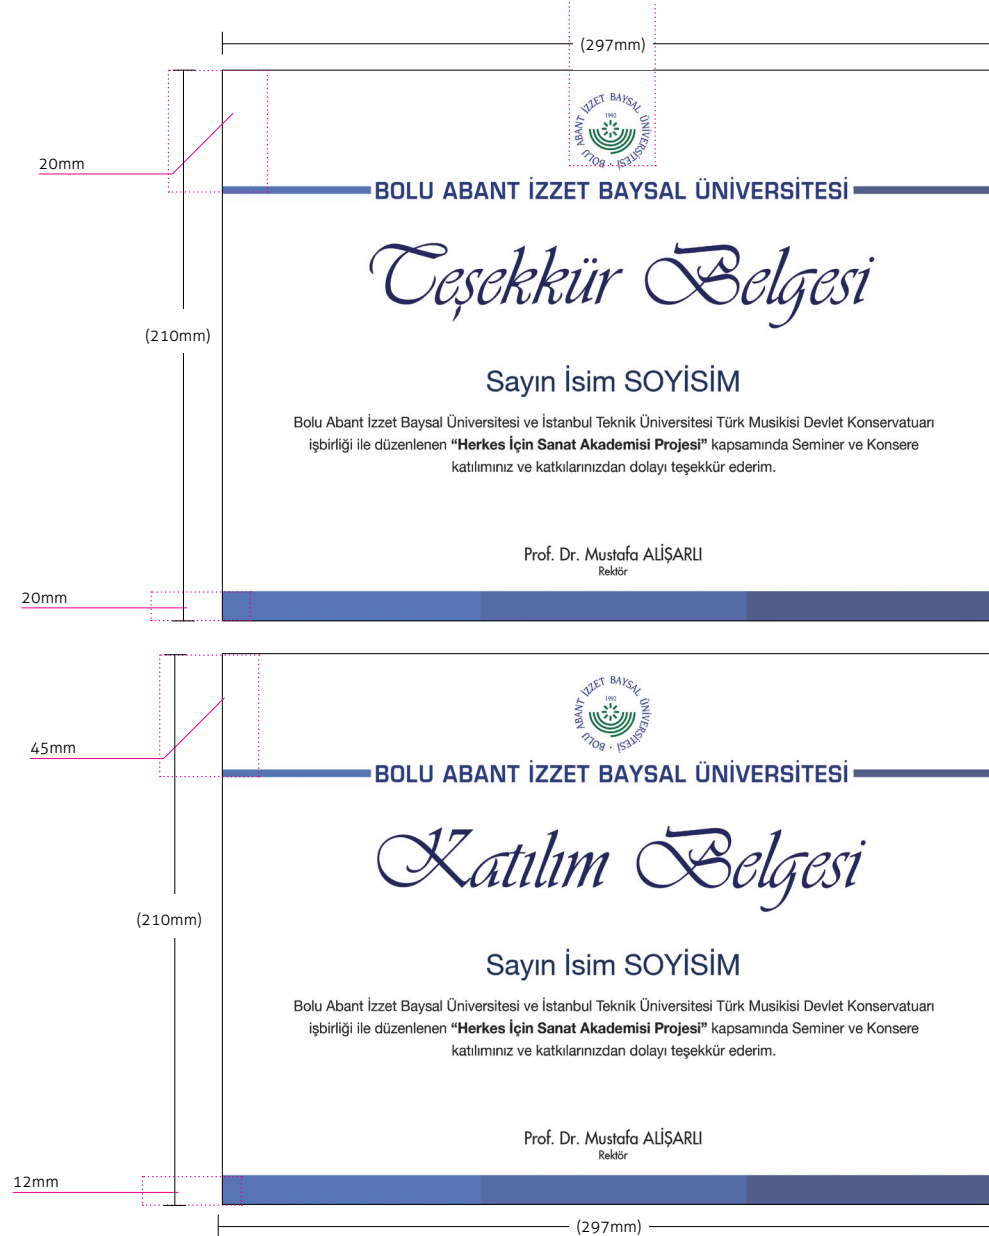 (297mm)
BOLU ABANT İZZET BAYSAL ÜNİVERSİTESİ
1992
20mm
BOLU ABANT İZZET BAYSAL ÜNİVERSİTESİ
Teşekkür Belgesi
(210mm)
Sayın İsim SOYİSİM
Bolu Abant İzzet Baysal Üniversitesi ve İstanbul Teknik Üniversitesi Türk Musikisi Devlet Konservatuarı
işbirliği ile düzenlenen “Herkes İçin Sanat Akademisi Projesi” kapsamında Seminer ve Konsere
katılımınız ve katkılarınızdan dolayı teşekkür ederim.
Prof. Dr. Mustafa ALİŞARLI
Rektör
20mm
BOLU ABANT İZZET BAYSAL ÜNİVERSİTESİ
1992
45mm
BOLU ABANT İZZET BAYSAL ÜNİVERSİTESİ
Katılım Belgesi
(210mm)
Sayın İsim SOYİSİM
Bolu Abant İzzet Baysal Üniversitesi ve İstanbul Teknik Üniversitesi Türk Musikisi Devlet Konservatuarı
işbirliği ile düzenlenen “Herkes İçin Sanat Akademisi Projesi” kapsamında Seminer ve Konsere
katılımınız ve katkılarınızdan dolayı teşekkür ederim.
Prof. Dr. Mustafa ALİŞARLI
Rektör
12mm
(297mm)